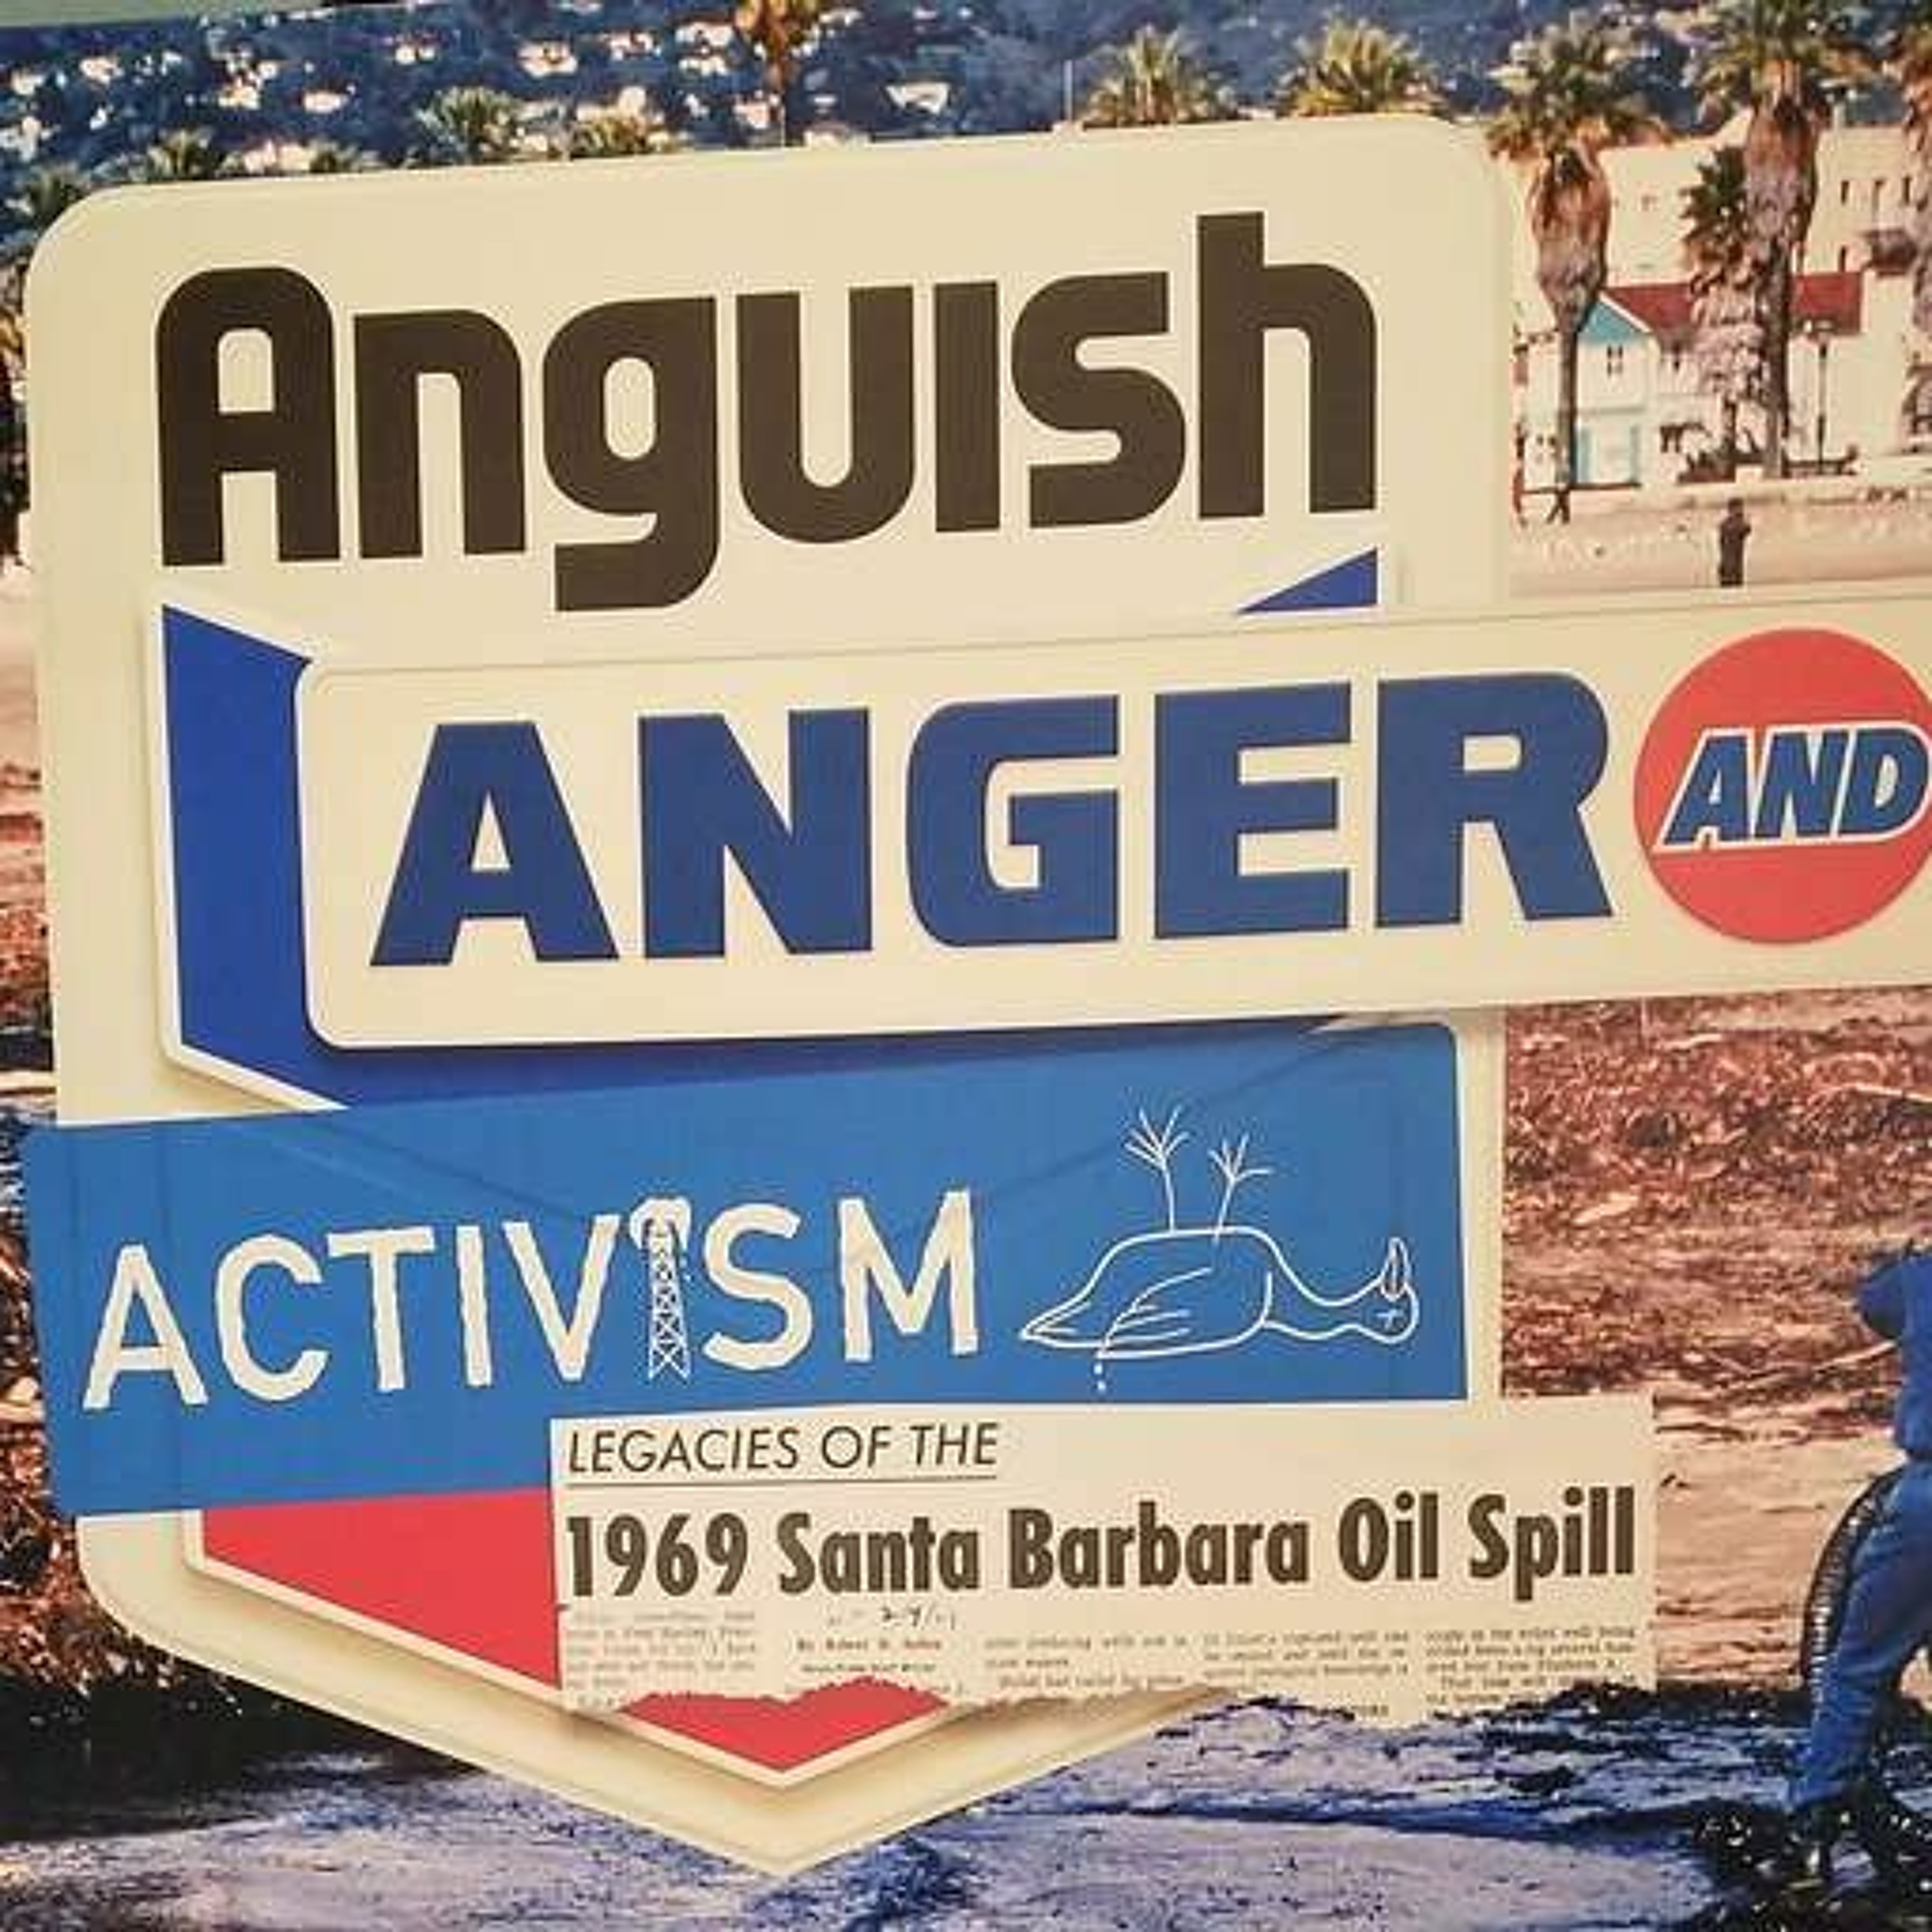 Anguish
ANGER AND
ACTIVISM
LEGACIES OF THE
1969 Santa Barbara Oil Spill